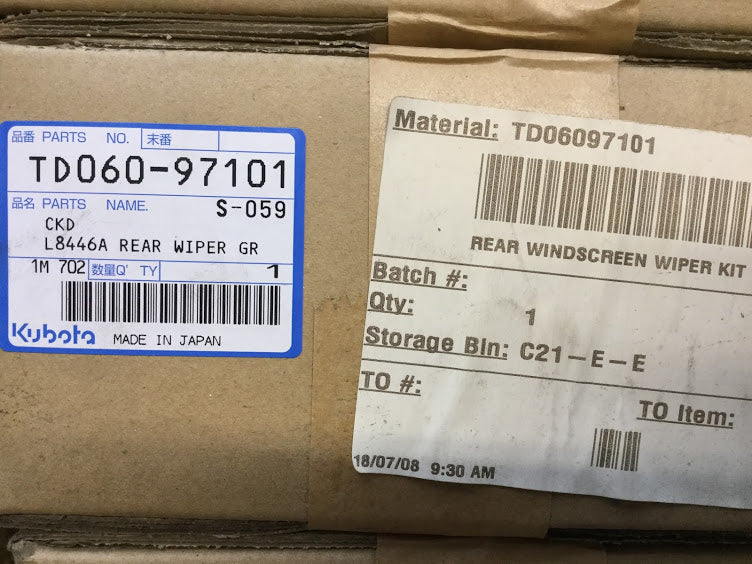 品番 PARTS NO. 末番
TD060-97101
品名 PARTS NAME. S-059
CKD
L8446A REAR WIPER GR
1M 702 数量Q' TY 1
Kubota MADE IN JAPAN
Material: TD06097101
REAR WINDSCREEN WIPER KIT
Batch #:
Qty: 1
Storage Bin: C21-E-E
TO #:
TO Item:
18/07/08 9:30 AM